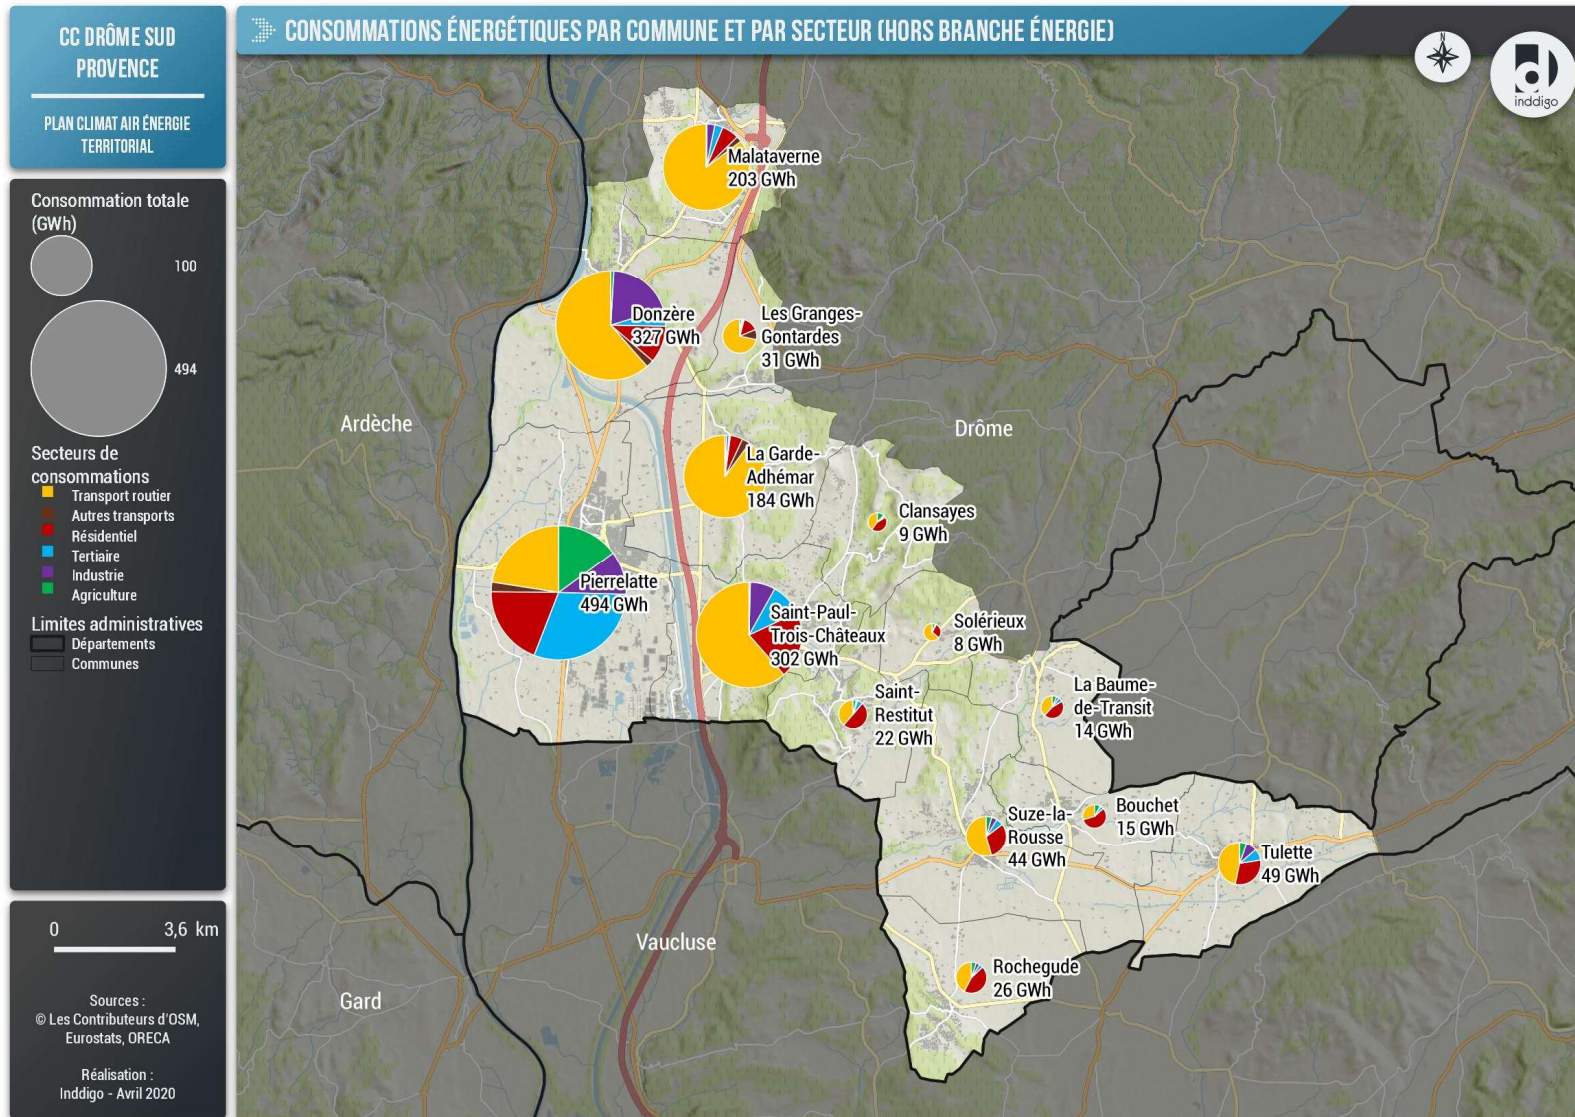 CC DRÔME SUD
PROVENCE
PLAN CLIMAT AIR ÉNERGIE
TERRITORIAL
CONSOMMATIONS ÉNERGÉTIQUES PAR COMMUNE ET PAR SECTEUR (HORS BRANCHE ÉNERGIE)
N
inddigo
Consommation totale
(GWh)
100
494
Secteurs de
consommations
Transport routier
Autres transports
Résidentiel
Tertiaire
Industrie
Agriculture
Limites administratives
Départements
Communes
0 3,6 km
Sources :
© Les Contributeurs d'OSM,
Eurostats, ORECA
Réalisation :
Inddigo - Avril 2020
Malataverne
203 GWh
Donzère
327 GWh
Les Granges-
Gontardes
31 GWh
Ardèche
Drôme
La Garde-
Adhémar
184 GWh
Clansayes
9 GWh
Pierrelatte
494 GWh
Saint-Paul-
Trois-Châteaux
302 GWh
Solérieux
8 GWh
Saint-
Restitut
22 GWh
La Baume-
de-Transit
14 GWh
Suze-la-
Rousse
44 GWh
Bouchet
15 GWh
Tulette
49 GWh
Vaucluse
Rochegude
26 GWh
Gard